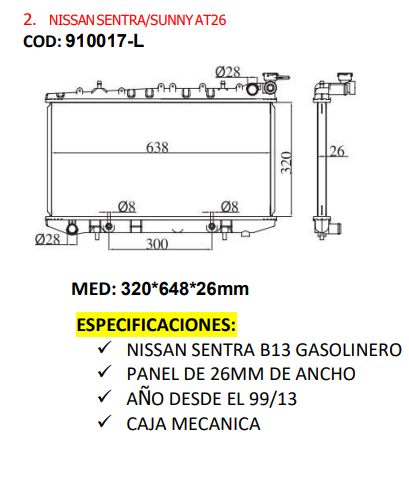 2. NISSAN SENTRA/SUNNY AT26
COD: 910017-L
Ø28
638
320
26
Ø8
Ø8
Ø28
300
MED: 320*648*26mm
ESPECIFICACIONES:
✓ NISSAN SENTRA B13 GASOLINERO
✓ PANEL DE 26MM DE ANCHO
✓ AÑO DESDE EL 99/13
✓ CAJA MECANICA